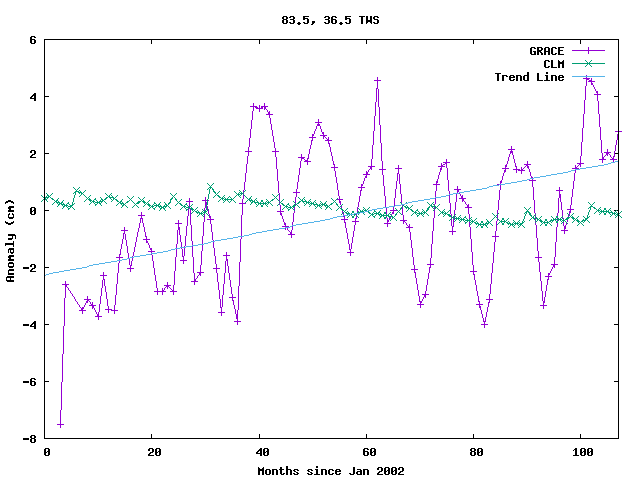 83.5, 36.5 TWS
GRACE
CLM
Trend Line
6
4
2
0
-2
-4
-6
-8
Anomaly (cm)
0 20 40 60 80 100
Months since Jan 2002